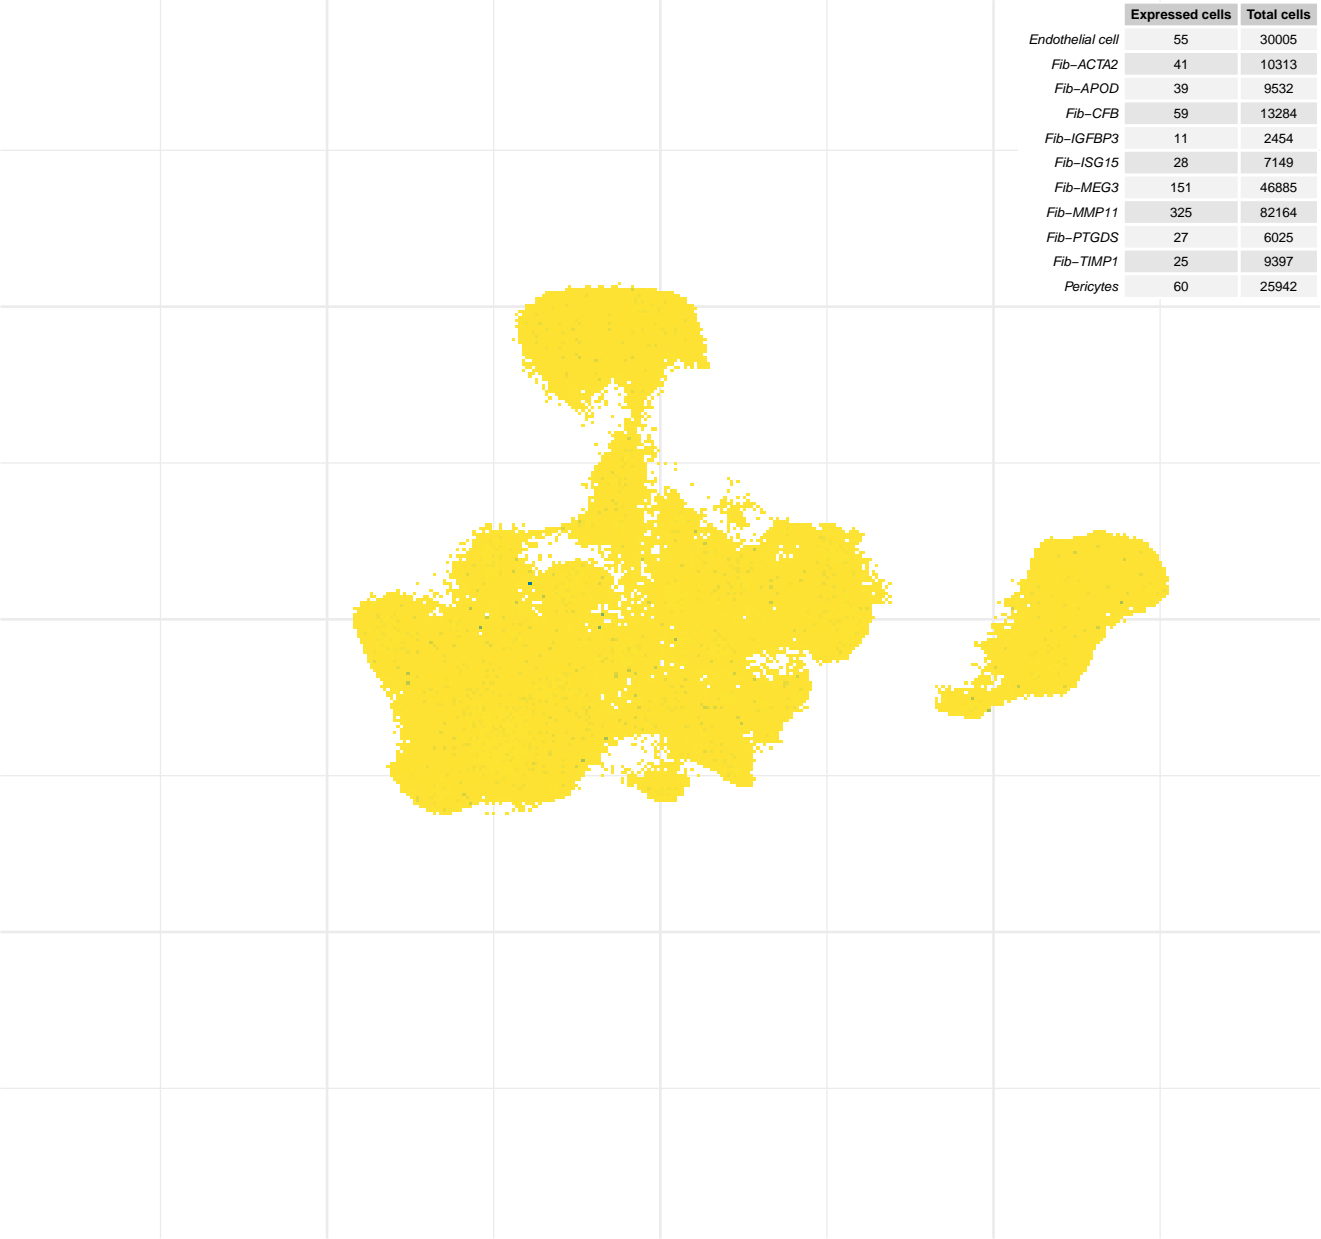 Expressed cells Total cells
Endothelial cell 55 30005
Fib−ACTA2 41 10313
Fib−APOD 39 9532
Fib−CFB 59 13284
Fib−IGFBP3 11 2454
Fib−ISG15 28 7149
Fib−MEG3 151 46885
Fib−MMP11 325 82164
Fib−PTGDS 27 6025
Fib−TIMP1 25 9397
Pericytes 60 25942